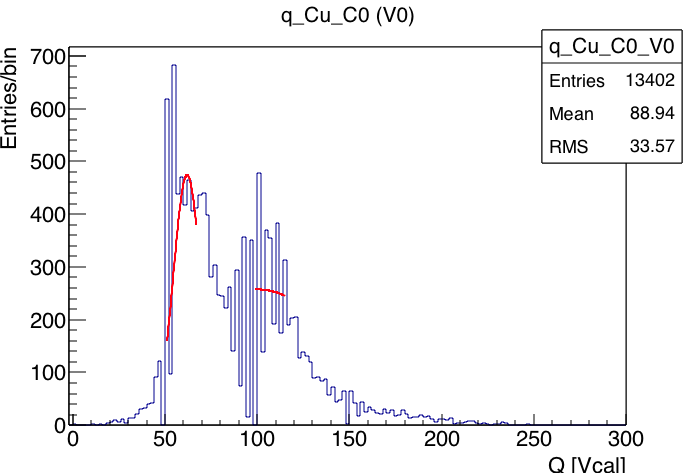 q_Cu_C0 (V0)
q_Cu_C0_V0
Entries 13402
Mean 88.94
RMS 33.57
Entries/bin
700
600
500
400
300
200
100
0
0 50 100 150 200 250 300
Q [Vcal]